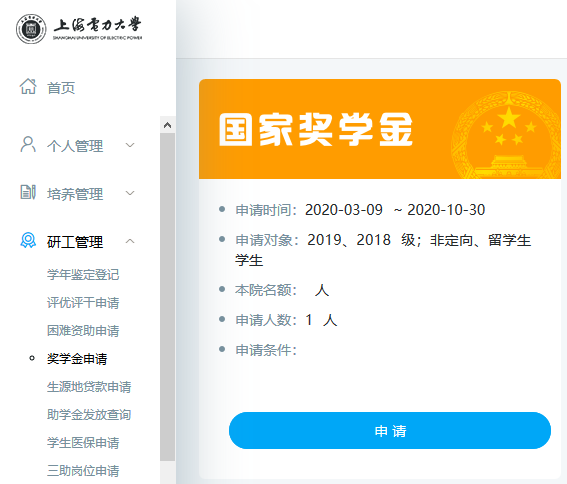 上海電力大學
SHANGHAI UNIVERSITY OF ELECTRIC POWER
首页
个人管理
培养管理
研工管理
学年鉴定登记
评优评干申请
困难资助申请
奖学金申请
生源地贷款申请
助学金发放查询
学生医保申请
三助岗位申请
国家奖学金
申请时间：2020-03-09 ~ 2020-10-30
申请对象：2019、2018 级；非定向、留学生
学生
本院名额： 人
申请人数：1 人
申请条件：
申 请